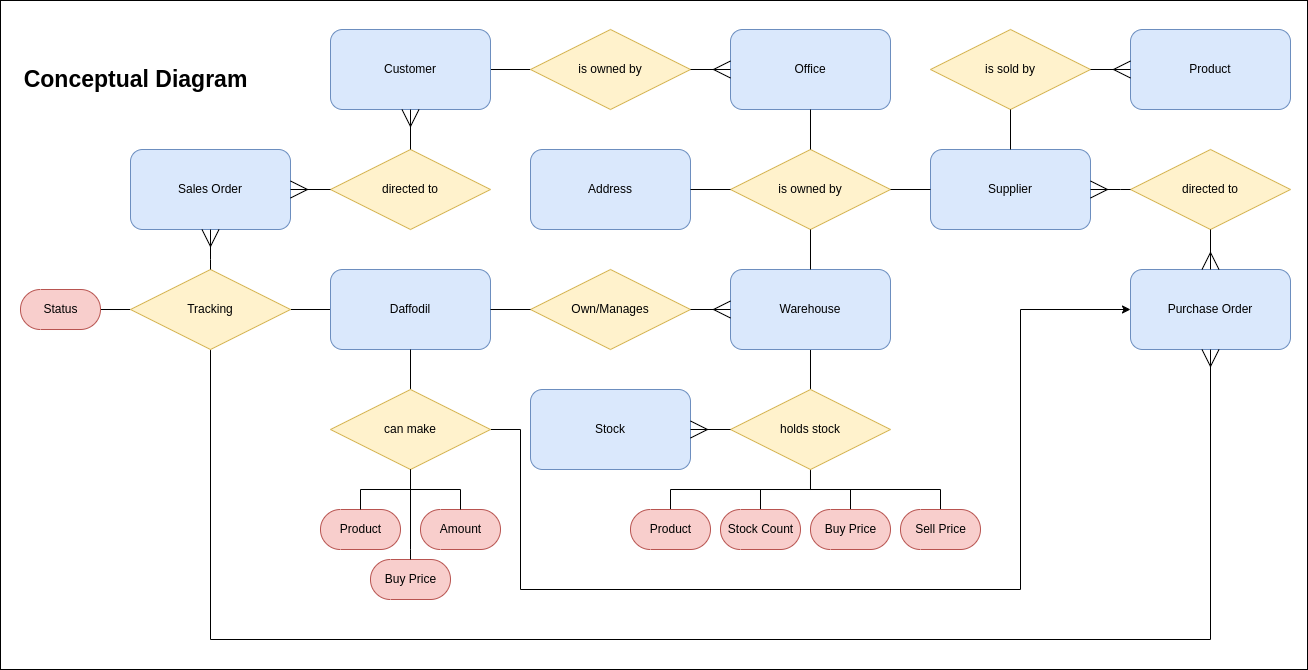 Conceptual Diagram
Customer
is owned by
Office
is sold by
Product
Sales Order
directed to
Address
is owned by
Supplier
directed to
Status
Tracking
Daffodil
Own/Manages
Warehouse
Purchase Order
can make
Stock
holds stock
Product
Amount
Product
Stock Count
Buy Price
Sell Price
Buy Price